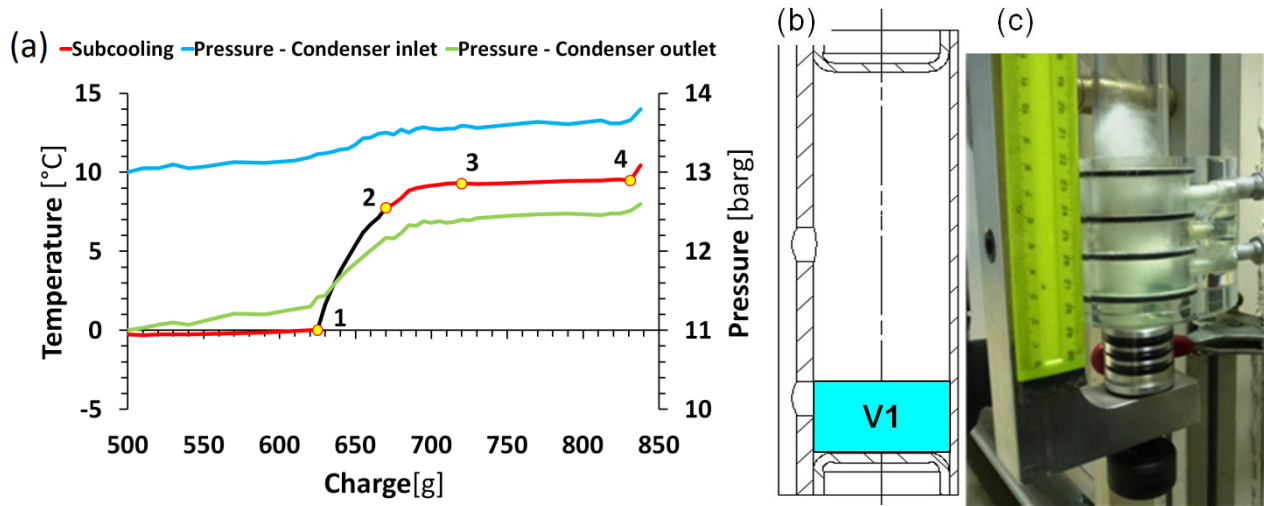 (a)
Subcooling Pressure - Condenser inlet Pressure - Condenser outlet
Temperature [°C]
15
10
5
0
-5
14
13
12
11
10
Pressure [barg]
1
2
3
4
500 550 600 650 700 750 800 850
Charge[g]
(b)
V1
(c)